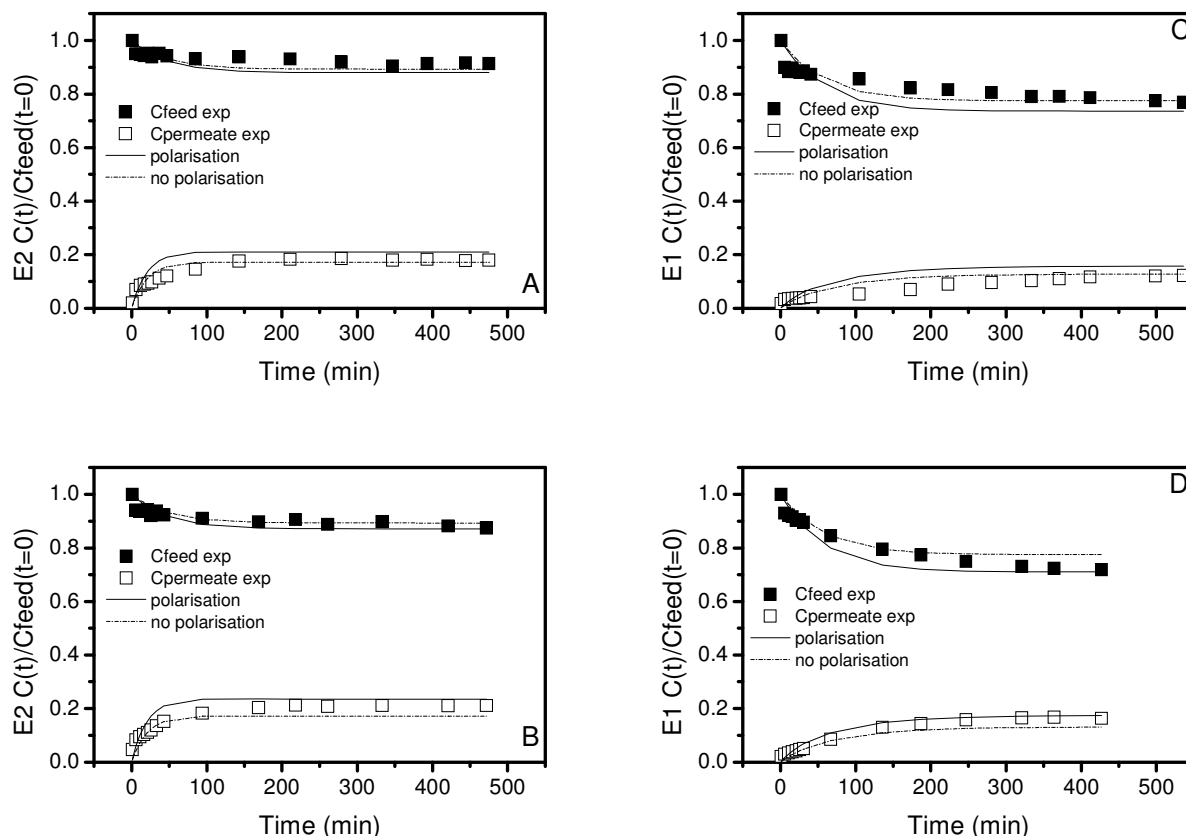 E2 C(t)/Cfeed(t=0)
1.0
0.8
0.6
0.4
0.2
0.0
Cfeed exp
Cpermeate exp
polarisation
no polarisation
A
0 100 200 300 400 500
Time (min)
E1 C(t)/Cfeed(t=0)
1.0
0.8
0.6
0.4
0.2
0.0
C
Cfeed exp
Cpermeate exp
polarisation
no polarisation
0 100 200 300 400 500
Time (min)
E2 C(t)/Cfeed(t=0)
1.0
0.8
0.6
0.4
0.2
0.0
Cfeed exp
Cpermeate exp
polarisation
no polarisation
B
0 100 200 300 400 500
Time (min)
E1 C(t)/Cfeed(t=0)
1.0
0.8
0.6
0.4
0.2
0.0
D
Cfeed exp
Cpermeate exp
polarisation
no polarisation
0 100 200 300 400 500
Time (min)